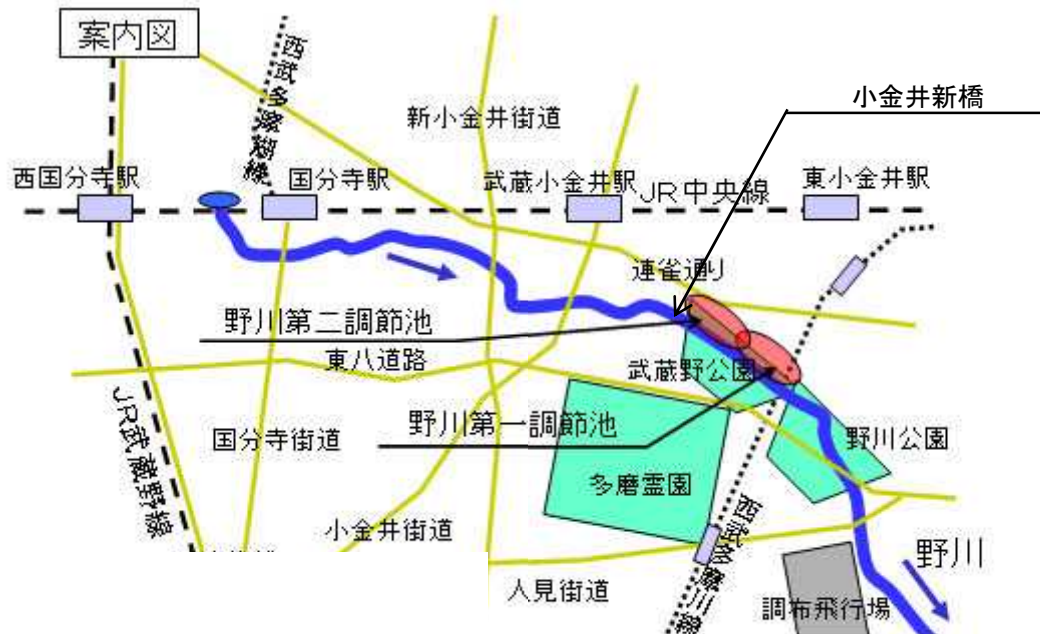 案内図
西武多摩湖線
小金井新橋
新小金井街道
西国分寺駅
国分寺駅
武蔵小金井駅
JR中央線
東小金井駅
連雀通り
野川第二調節池
東八道路
武蔵野公園
JR武蔵野線
国分寺街道
野川第一調節池
野川公園
多磨霊園
小金井街道
西武多摩川線
野川
人見街道
調布飛行場